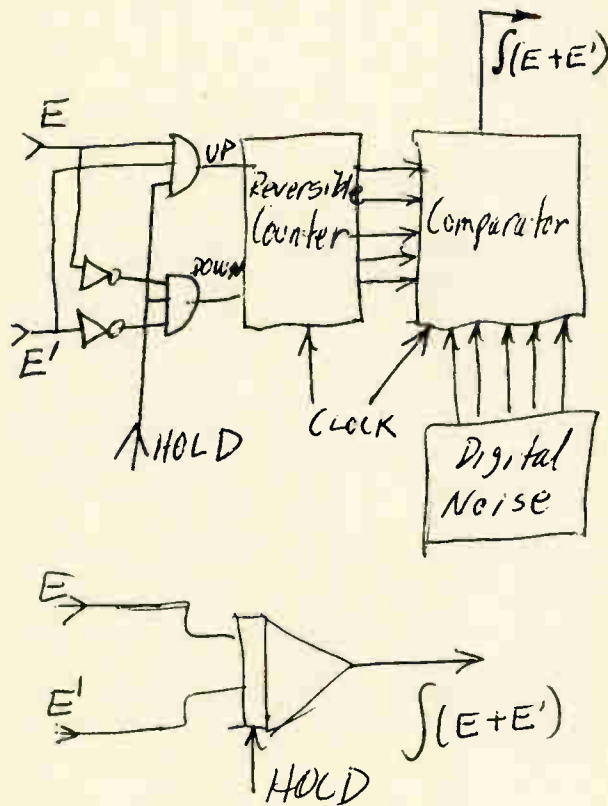 ∫(E+E')
E
UP
Reversible
Counter
Comparator
DOWN
E'
HOLD
CLOCK
Digital
Noise
E
E'
∫(E+E')
HOLD